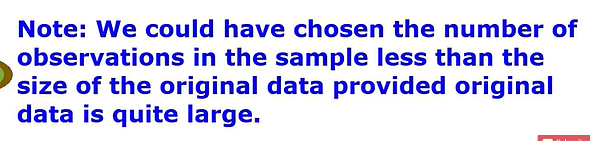 Note: We could have chosen the number of
observations in the sample less than the
size of the original data provided original
data is quite large.